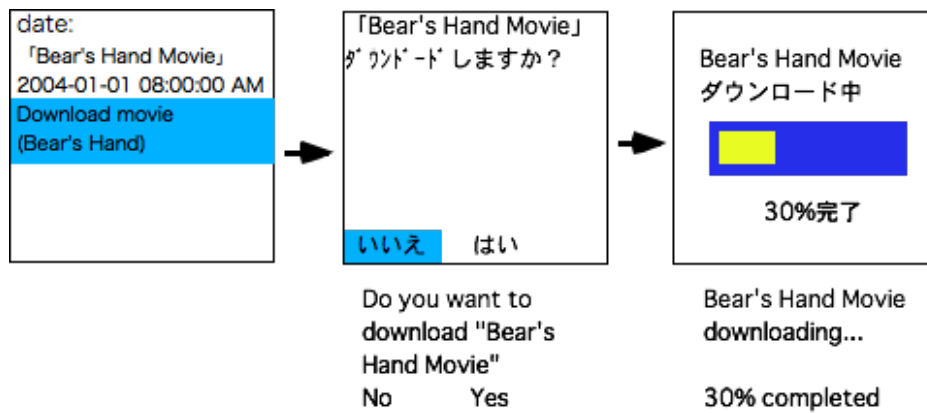 date:
「Bear's Hand Movie」
2004-01-01 08:00:00 AM
Download movie
(Bear's Hand)
「Bear's Hand Movie」
ﾀﾞｳﾝﾄﾞｰﾄﾞしますか？
いいえ はい
Do you want to
download "Bear's
Hand Movie"
No Yes
Bear's Hand Movie
ダウンロード中
30%完了
Bear's Hand Movie
downloading...
30% completed